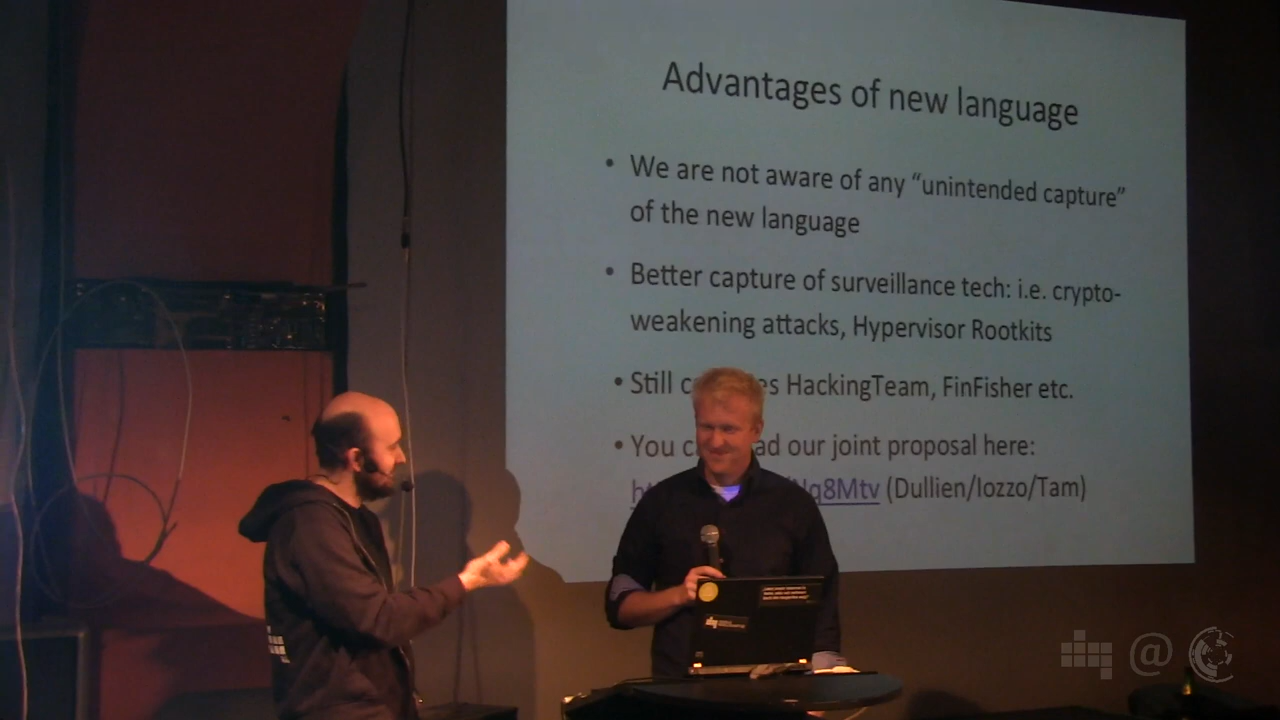 Advantages of new language
• We are not aware of any “unintended capture”
of the new language
• Better capture of surveillance tech: i.e. crypto-
weakening attacks, Hypervisor Rootkits
• Still HackingTeam, FinFisher etc.
• You our joint proposal here:
(Dullien/Iozzo/Tam)
@